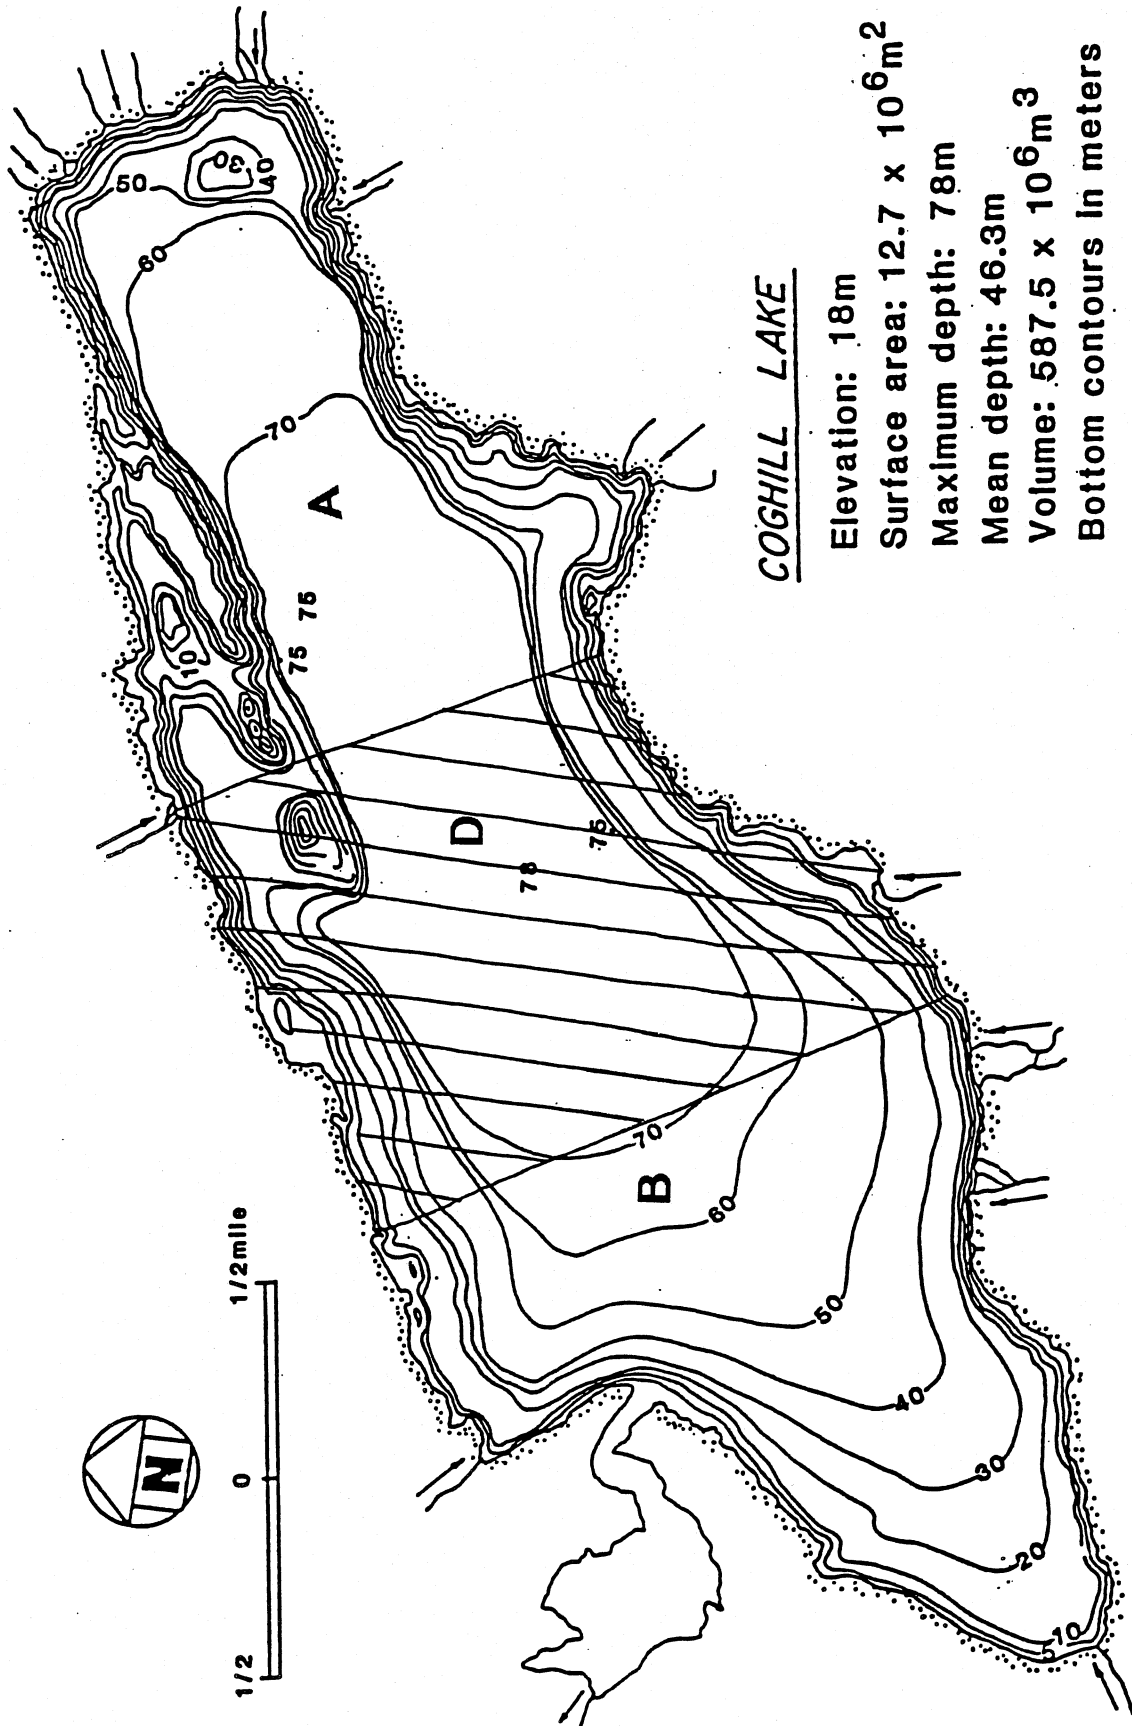 COGHILL LAKE
Elevation: 18m
Surface area: 12.7 x 10⁶m²
Maximum depth: 78m
Mean depth: 46.3m
Volume: 587.5 x 10⁶m³
Bottom contours in meters
N
1/2
0
1/2mile
A
B
D
5
10
20
30
40
50
60
70
78
75
75
75
10
70
60
50
40
30